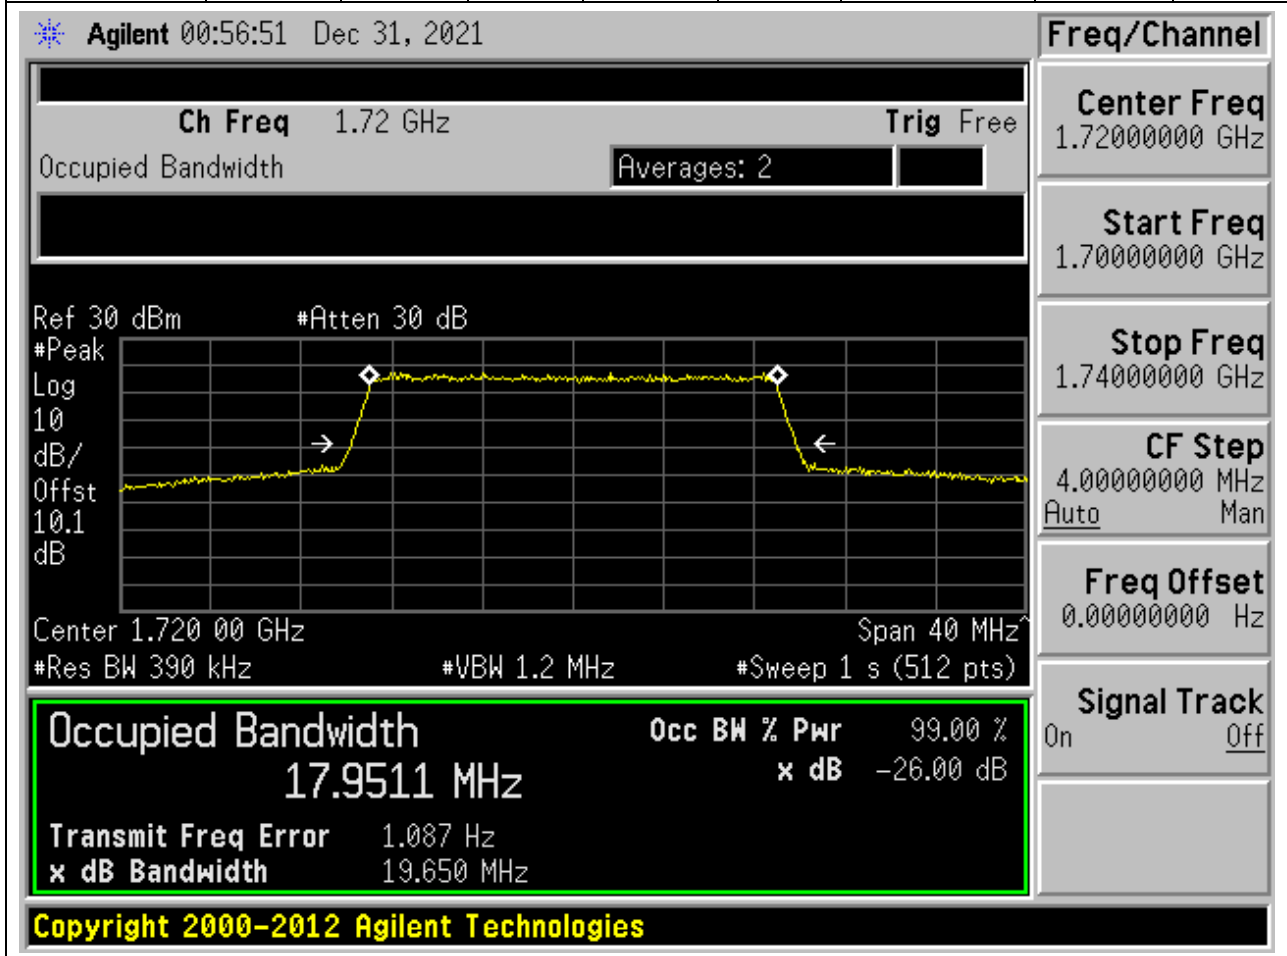 Agilent 00:56:51 Dec 31, 2021
Freq/Channel
Ch Freq 1.72 GHz Trig Free
Occupied Bandwidth Averages: 2
Center Freq
1.72000000 GHz
Start Freq
1.70000000 GHz
Stop Freq
1.74000000 GHz
CF Step
4.00000000 MHz
Auto Man
Freq Offset
0.00000000 Hz
Signal Track
On Off
Ref 30 dBm #Atten 30 dB
#Peak
Log
10
dB/
Offst
10.1
dB
Center 1.720 00 GHz Span 40 MHz^
#Res BW 390 kHz #VBW 1.2 MHz #Sweep 1 s (512 pts)
Occupied Bandwidth Occ BW % Pwr 99.00 %
17.9511 MHz x dB -26.00 dB
Transmit Freq Error 1.087 Hz
x dB Bandwidth 19.650 MHz
Copyright 2000-2012 Agilent Technologies